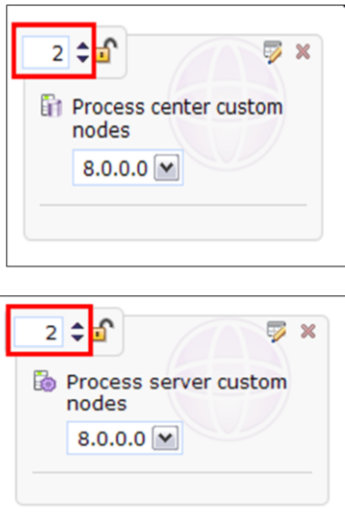 2
Process center custom
nodes
8.0.0.0
2
Process server custom
nodes
8.0.0.0